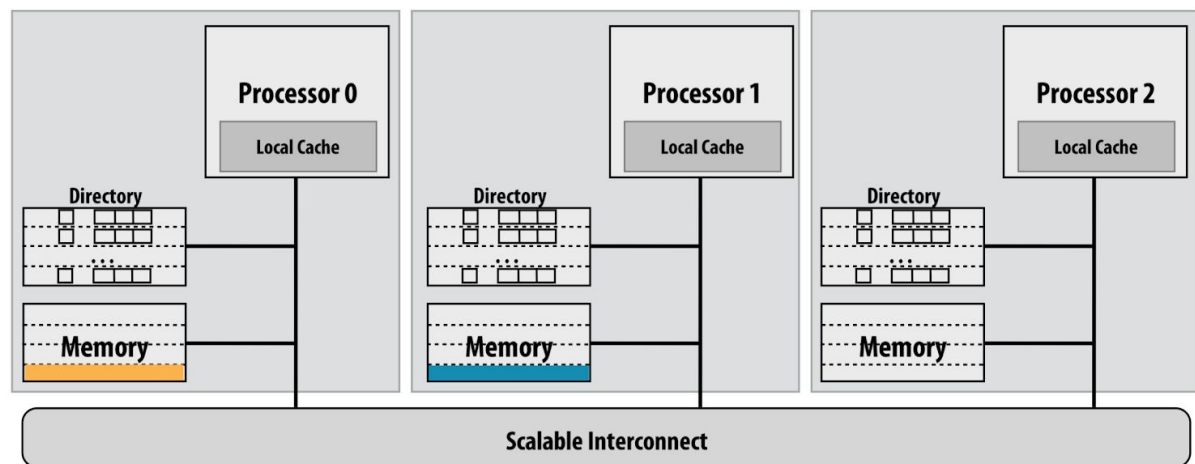 Processor 0
Local Cache
Directory
...
Memory
Processor 1
Local Cache
Directory
...
Memory
Processor 2
Local Cache
Directory
...
Memory
Scalable Interconnect